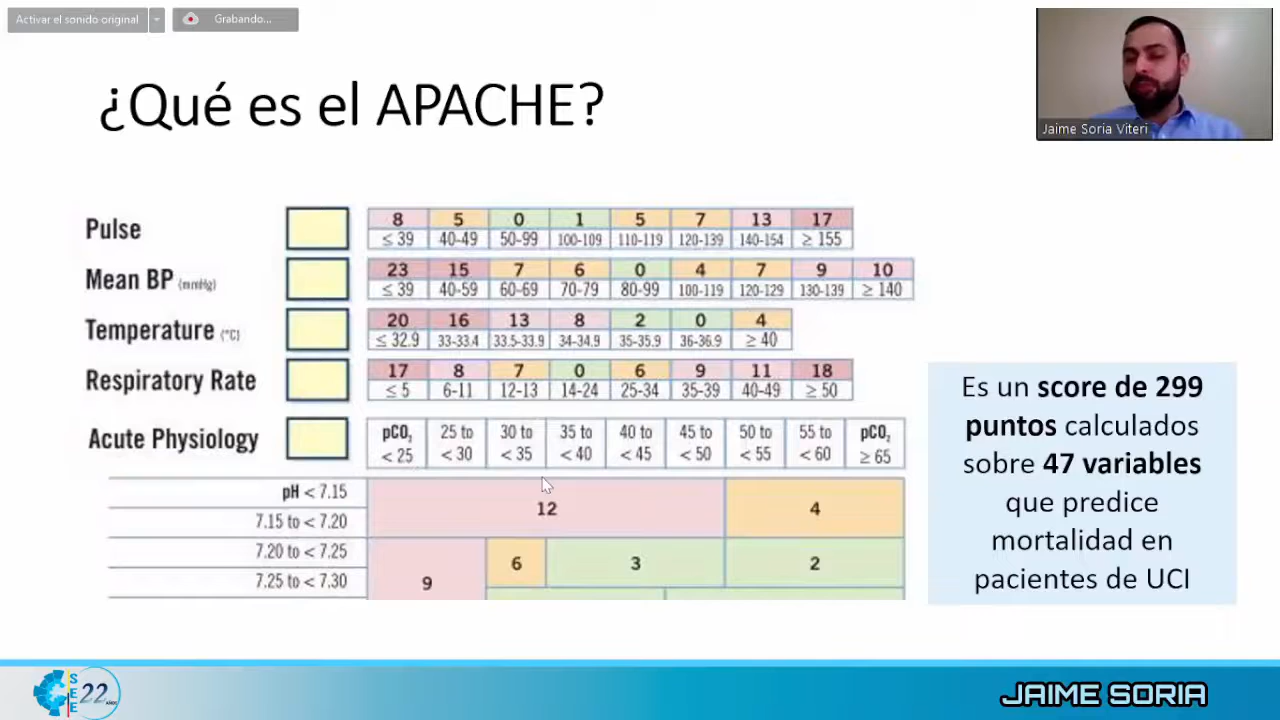 Activar el sonido original
Grabando...
¿Qué es el APACHE?
Jaime Soria Viteri
Pulse 8 5 0 1 5 7 13 17
≤ 39 40-49 50-99 100-109 110-119 120-139 140-154 ≥ 155
Mean BP (mmHg) 23 15 7 6 0 4 7 9 10
≤ 39 40-59 60-69 70-79 80-99 100-119 120-129 130-139 ≥ 140
Temperature (°C) 20 16 13 8 2 0 4
≤ 32.9 33-33.4 33.5-33.9 34-34.9 35-35.9 36-36.9 ≥ 40
Respiratory Rate 17 8 7 0 6 9 11 18
≤ 5 6-11 12-13 14-24 25-34 35-39 40-49 ≥ 50
Acute Physiology pCO₂ 25 to 30 to 35 to 40 to 45 to 50 to 55 to pCO₂
< 25 < 30 < 35 < 40 < 45 < 50 < 55 < 60 ≥ 65
pH < 7.15
12 4
7.15 to < 7.20
7.20 to < 7.25
6 3 2
7.25 to < 7.30
9
Es un score de 299
puntos calculados
sobre 47 variables
que predice
mortalidad en
pacientes de UCI
SEE
22 AÑOS
JAIME SORIA